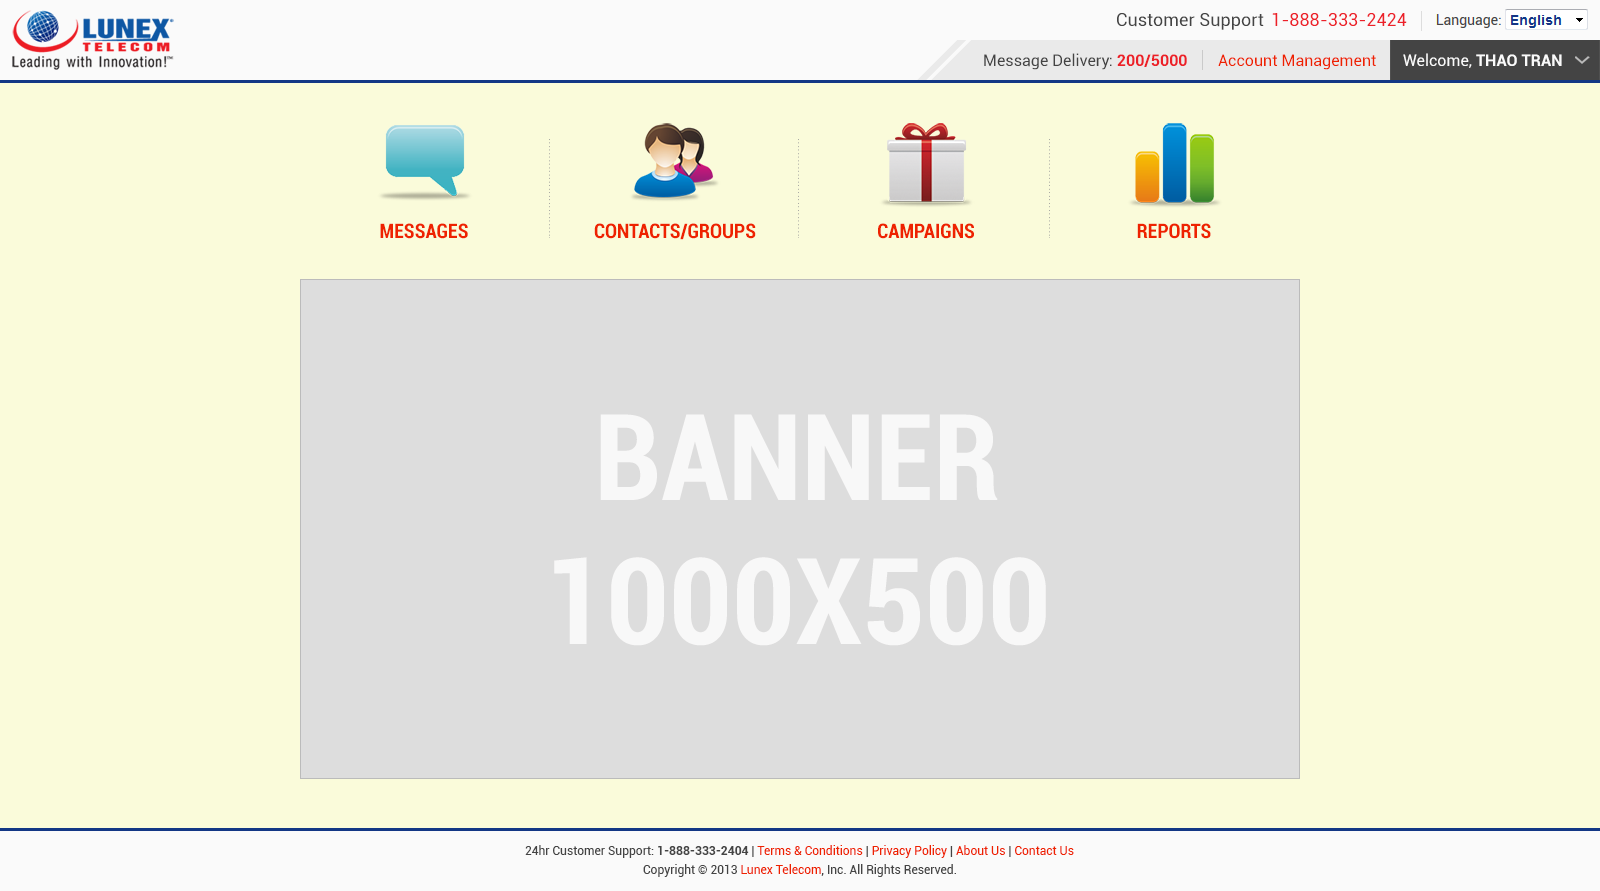 LUNEX
TELECOM
Leading with Innovation!™
Customer Support 1-888-333-2424 Language: English
Message Delivery: 200/5000 Account Management Welcome, THAO TRAN
MESSAGES CONTACTS/GROUPS CAMPAIGNS REPORTS
BANNER
1000X500
24hr Customer Support: 1-888-333-2404 | Terms & Conditions | Privacy Policy | About Us | Contact Us
Copyright © 2013 Lunex Telecom, Inc. All Rights Reserved.